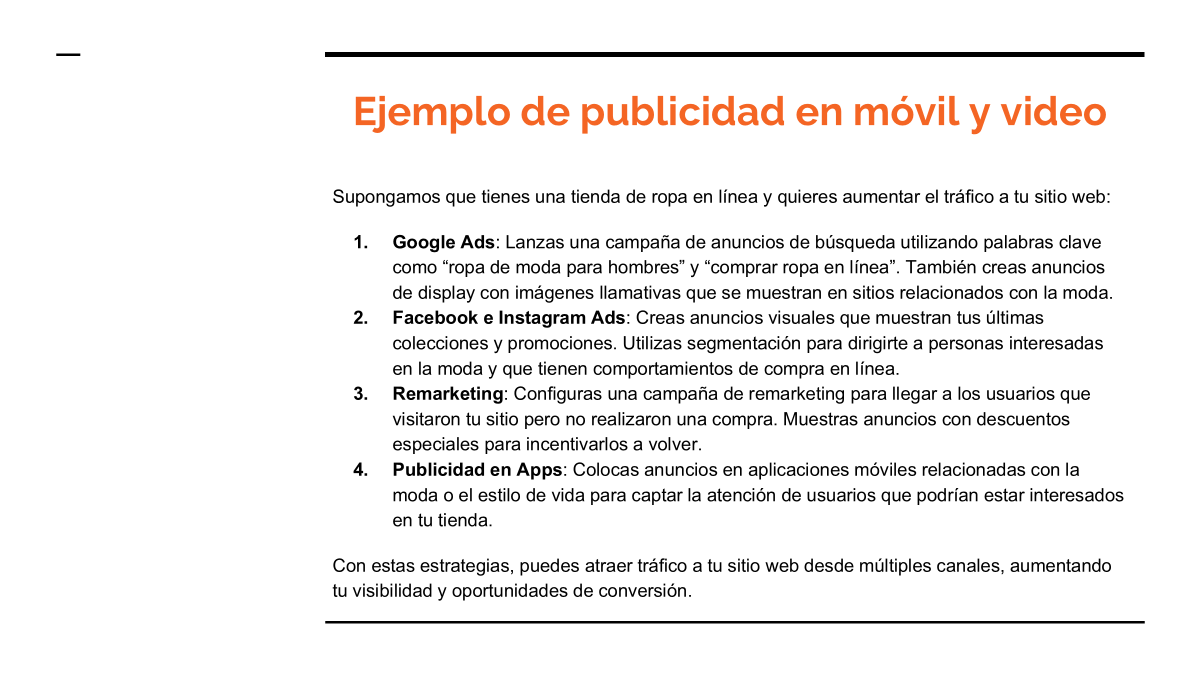 Ejemplo de publicidad en móvil y video
Supongamos que tienes una tienda de ropa en línea y quieres aumentar el tráfico a tu sitio web:
1. Google Ads: Lanzas una campaña de anuncios de búsqueda utilizando palabras clave
como “ropa de moda para hombres” y “comprar ropa en línea”. También creas anuncios
de display con imágenes llamativas que se muestran en sitios relacionados con la moda.
2. Facebook e Instagram Ads: Creas anuncios visuales que muestran tus últimas
colecciones y promociones. Utilizas segmentación para dirigirte a personas interesadas
en la moda y que tienen comportamientos de compra en línea.
3. Remarketing: Configuras una campaña de remarketing para llegar a los usuarios que
visitaron tu sitio pero no realizaron una compra. Muestras anuncios con descuentos
especiales para incentivarlos a volver.
4. Publicidad en Apps: Colocas anuncios en aplicaciones móviles relacionadas con la
moda o el estilo de vida para captar la atención de usuarios que podrían estar interesados
en tu tienda.
Con estas estrategias, puedes atraer tráfico a tu sitio web desde múltiples canales, aumentando
tu visibilidad y oportunidades de conversión.